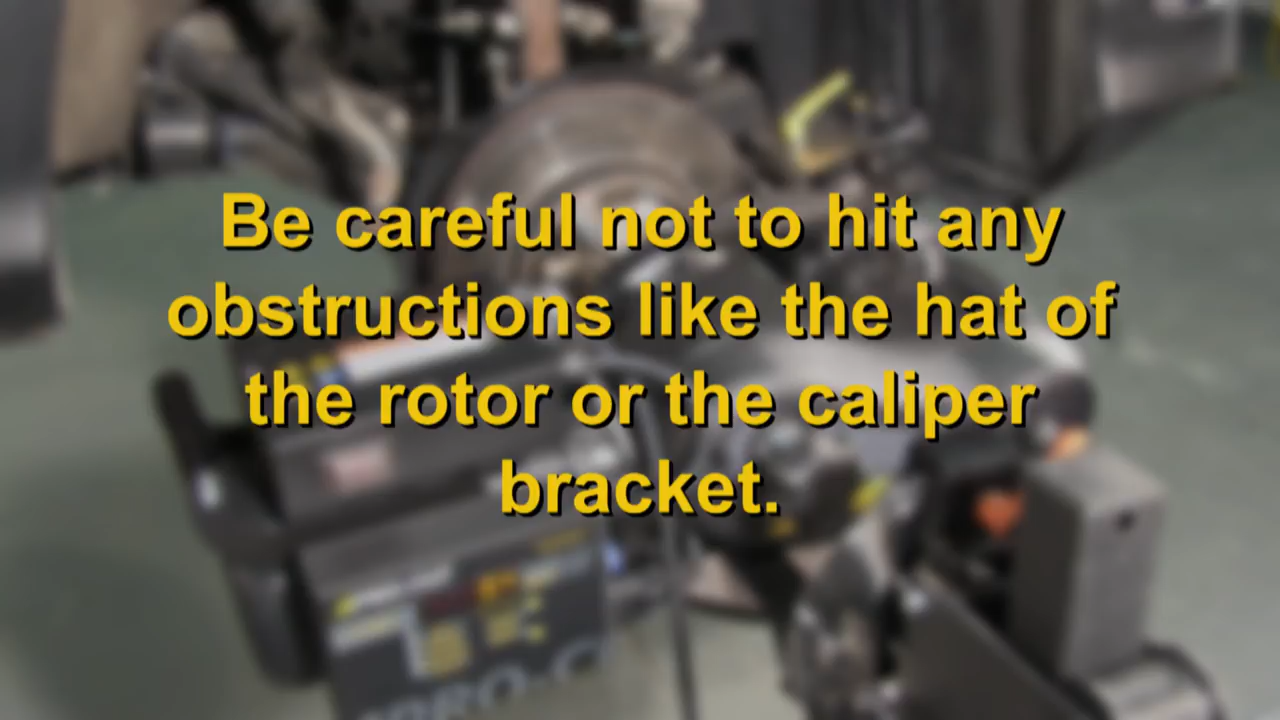 Be careful not to hit any
obstructions like the hat of
the rotor or the caliper
bracket.